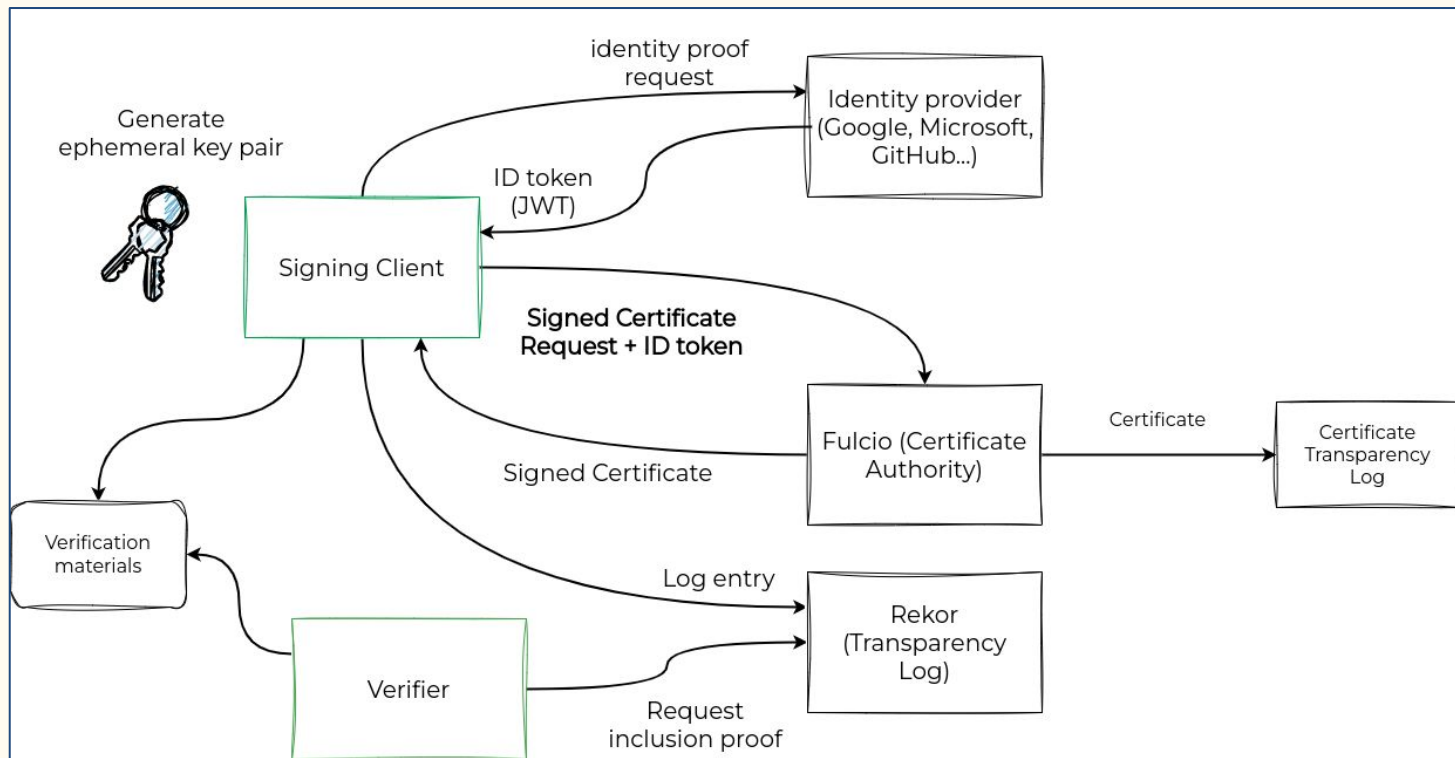 identity proof
request
Identity provider
(Google, Microsoft,
GitHub...)
Generate
ephemeral key pair
ID token
(JWT)
Signing Client
Signed Certificate
Request + ID token
Fulcio (Certificate
Authority)
Certificate
Certificate
Transparency
Log
Signed Certificate
Verification
materials
Log entry
Rekor
(Transparency
Log)
Verifier
Request
inclusion proof